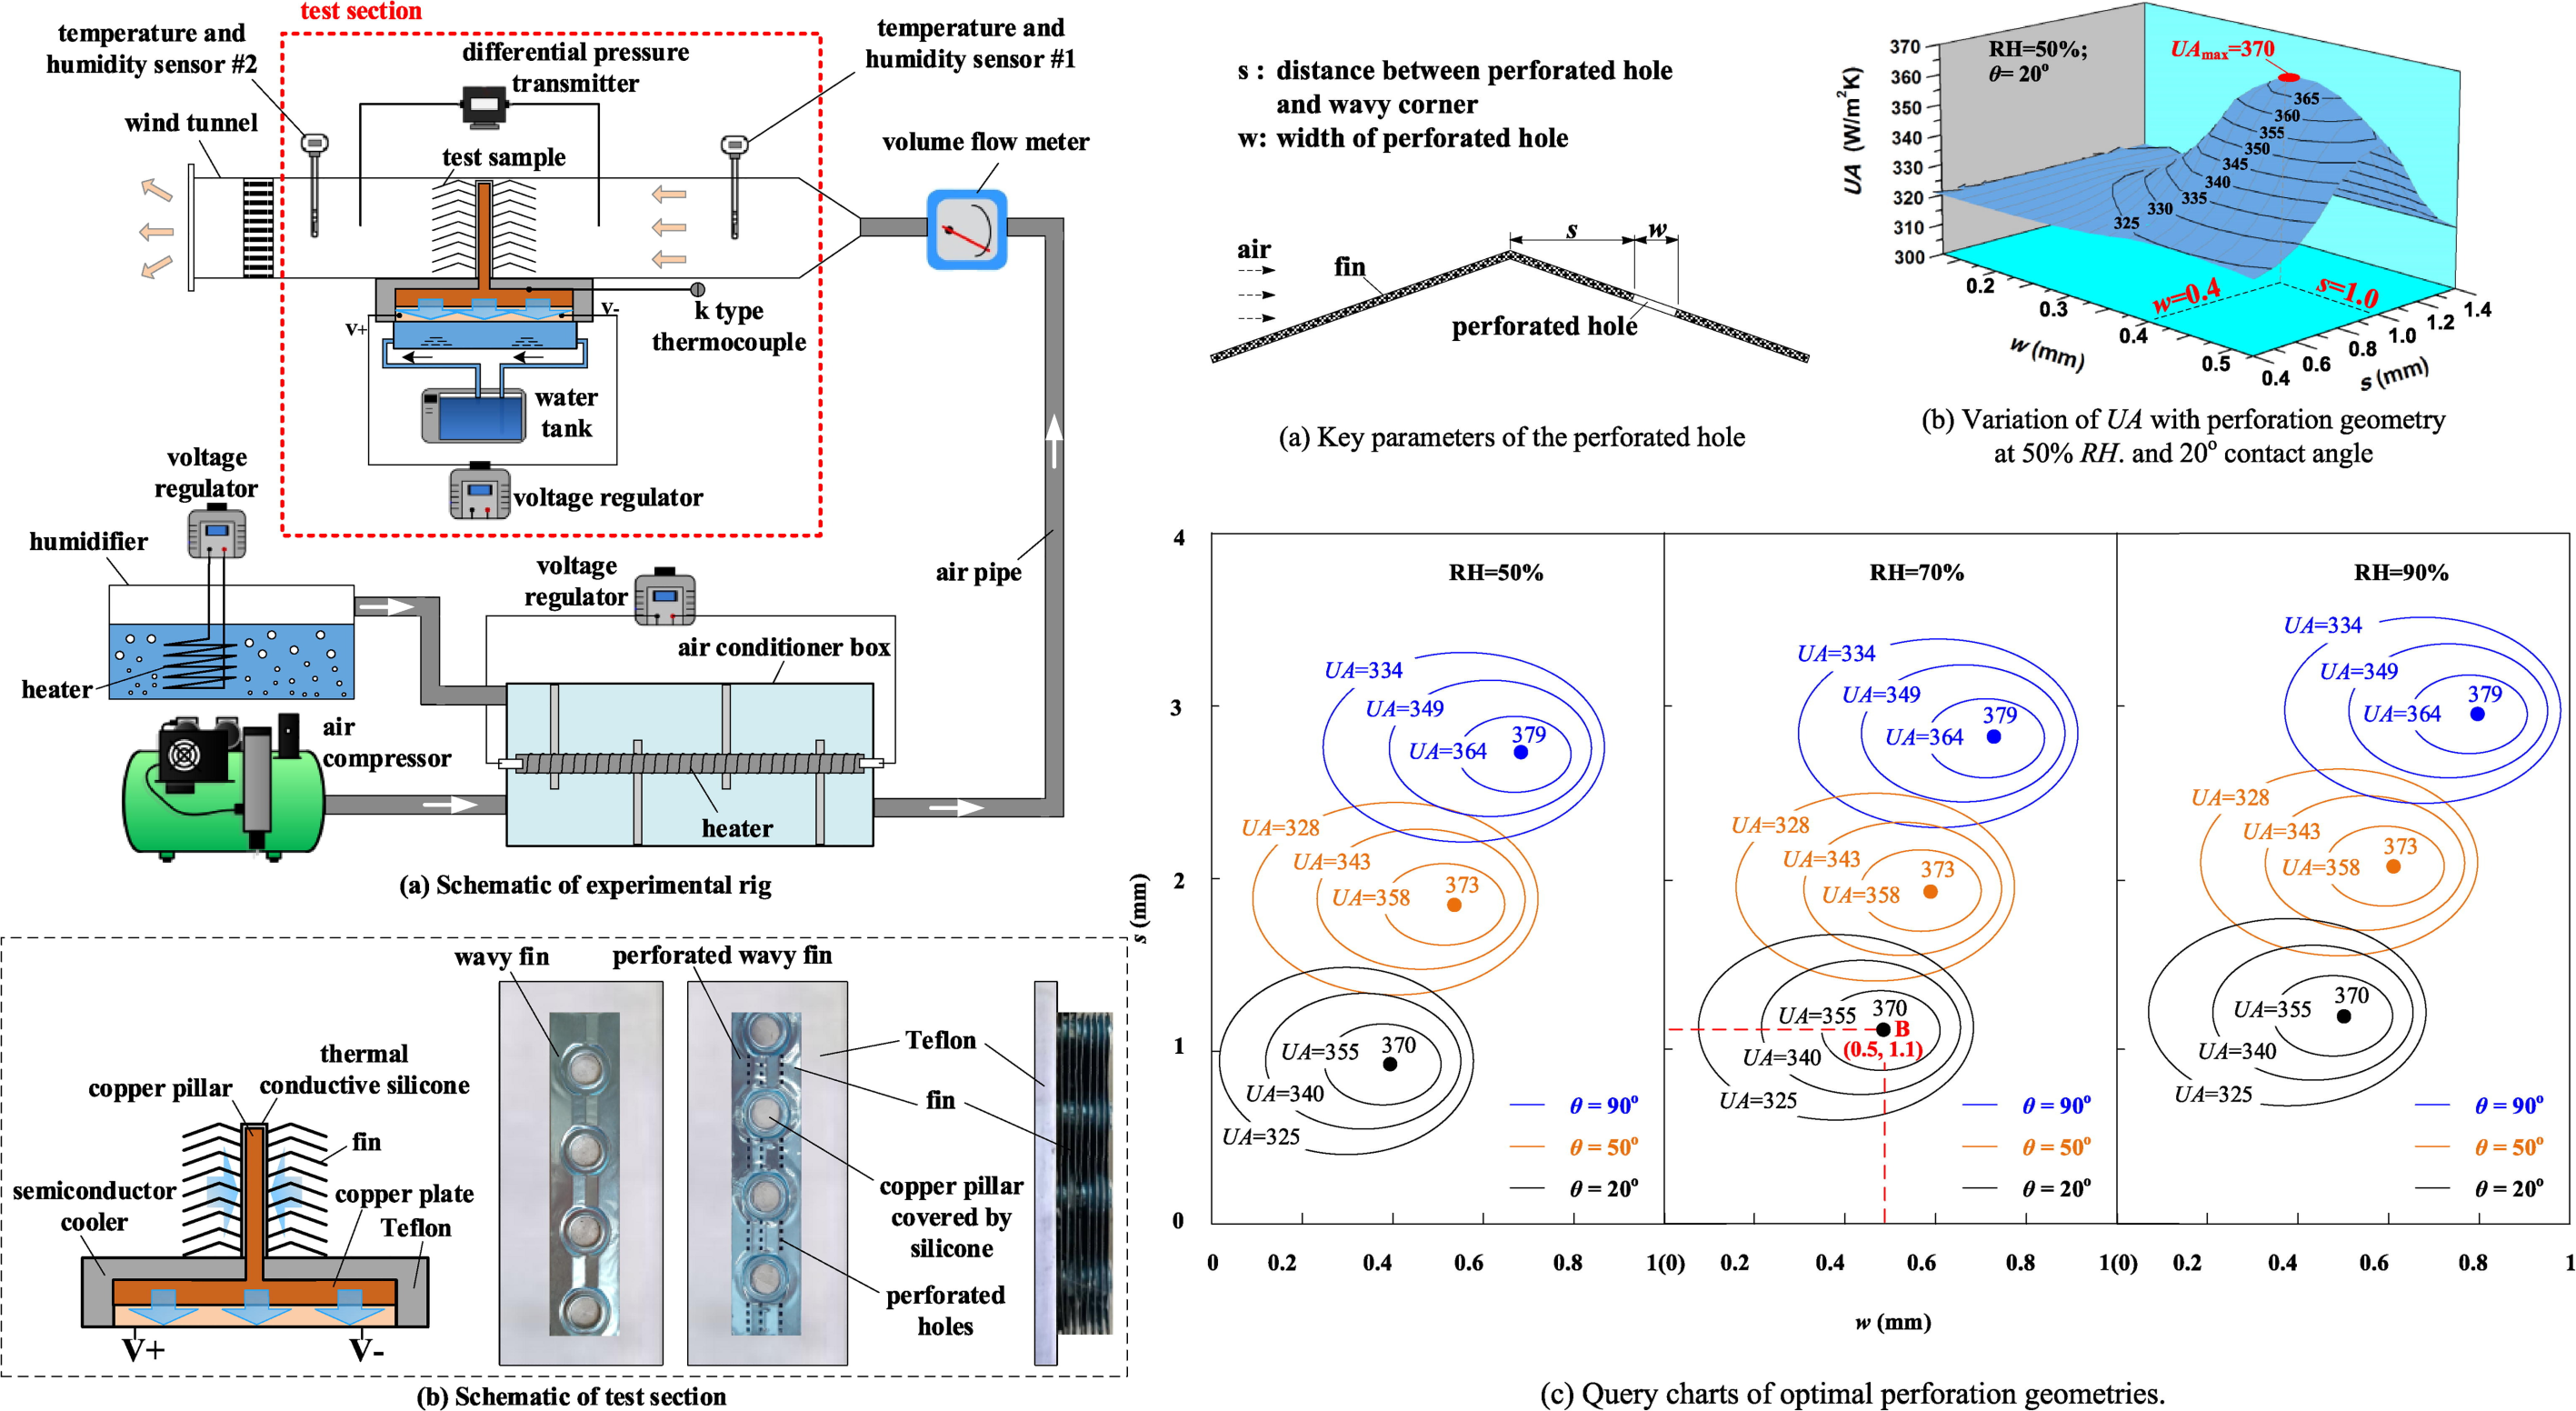 test section
temperature and
humidity sensor #2
differential pressure
transmitter
temperature and
humidity sensor #1
wind tunnel
test sample
volume flow meter
V+
V-
k type
thermocouple
water
tank
voltage
regulator
voltage regulator
humidifier
voltage
regulator
air pipe
air conditioner box
heater
air
compressor
heater
(a) Schematic of experimental rig
wavy fin
perforated wavy fin
Teflon
thermal
conductive silicone
copper pillar
fin
fin
semiconductor
cooler
copper plate
Teflon
copper pillar
covered by
silicone
perforated
holes
V+
V-
(b) Schematic of test section
s : distance between perforated hole
and wavy corner
w: width of perforated hole
s
w
air
fin
perforated hole
(a) Key parameters of the perforated hole
RH=50%;
θ= 20°
UAmax=370
UA (W/m²K)
370
360
350
340
330
320
310
300
365
360
355
350
345
340
335
330
325
w=0.4
s=1.0
0.2
0.3
0.4
0.5
w (mm)
0.4
0.6
0.8
1.0
1.2
1.4
s (mm)
(b) Variation of UA with perforation geometry
at 50% RH. and 20° contact angle
s (mm)
4
3
2
1
0
RH=50%
UA=334
UA=349
UA=364
379
UA=328
UA=343
UA=358
373
UA=355
370
UA=340
UA=325
θ = 90°
θ = 50°
θ = 20°
RH=70%
UA=334
UA=349
UA=364
379
UA=328
UA=343
UA=358
373
UA=355
370
B
(0.5, 1.1)
UA=340
UA=325
θ = 90°
θ = 50°
θ = 20°
RH=90%
UA=334
UA=349
UA=364
379
UA=328
UA=343
UA=358
373
UA=355
370
UA=340
UA=325
θ = 90°
θ = 50°
θ = 20°
0 0.2 0.4 0.6 0.8 1(0) 0.2 0.4 0.6 0.8 1(0) 0.2 0.4 0.6 0.8 1
w (mm)
(c) Query charts of optimal perforation geometries.